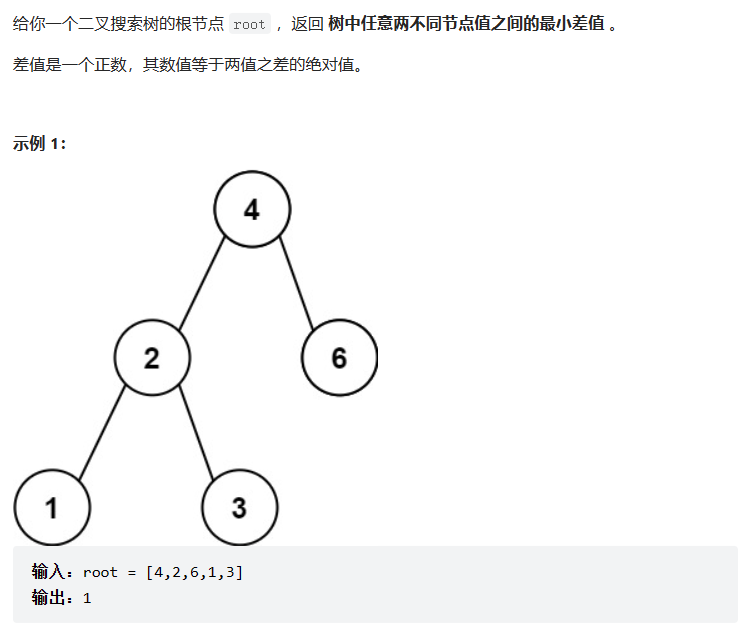 给你一个二叉搜索树的根节点 root ，返回 树中任意两不同节点值之间的最小差值 。
差值是一个正数，其数值等于两值之差的绝对值。
示例 1：
4
2 6
1 3
输入：root = [4,2,6,1,3]
输出：1